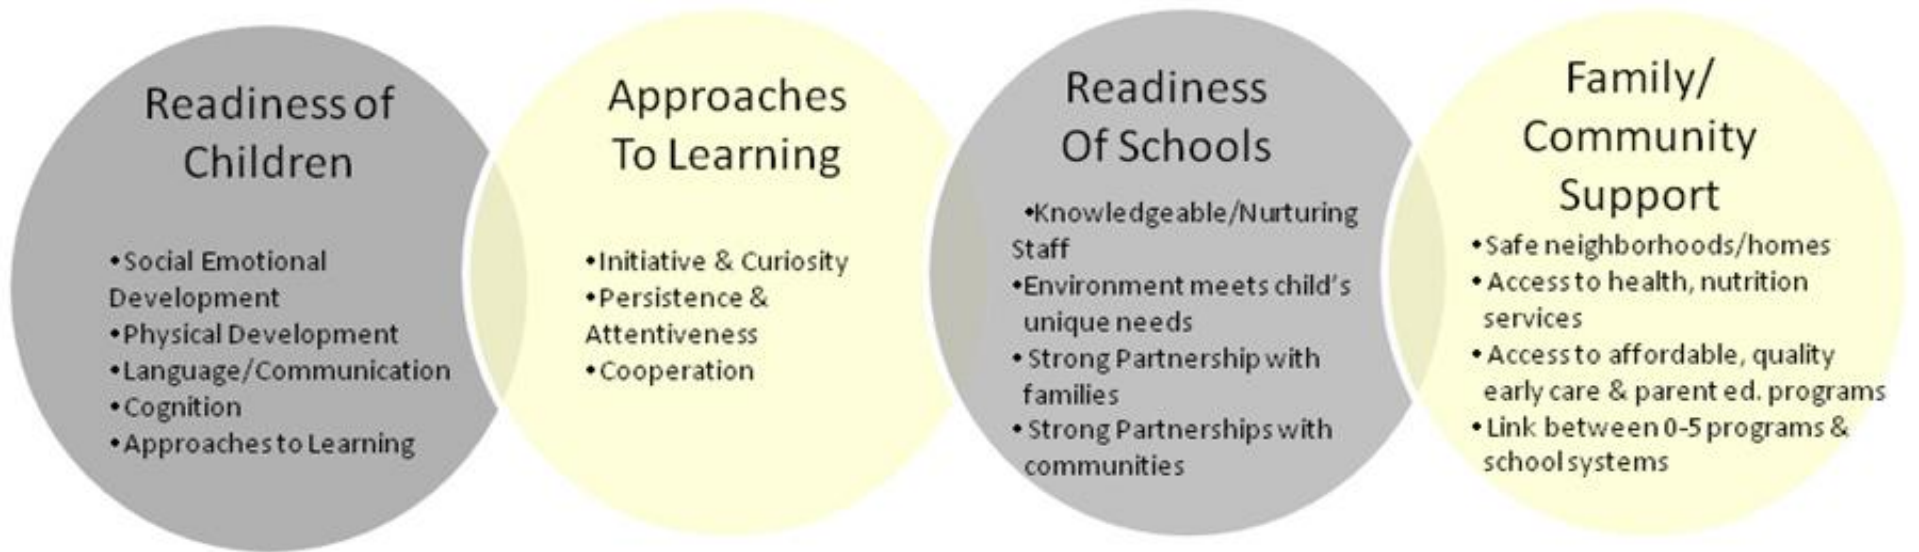 Readiness of
Children
•Social Emotional
Development
•Physical Development
•Language/Communication
•Cognition
•Approaches to Learning
Approaches
To Learning
•Initiative & Curiosity
•Persistence &
Attentiveness
•Cooperation
Readiness
Of Schools
•Knowledgeable/Nurturing
Staff
•Environment meets child's
unique needs
• Strong Partnership with
families
• Strong Partnerships with
communities
Family/
Community
Support
•Safe neighborhoods/homes
• Access to health, nutrition
services
• Access to affordable, quality
early care & parent ed. programs
•Link between 0-5 programs &
school systems